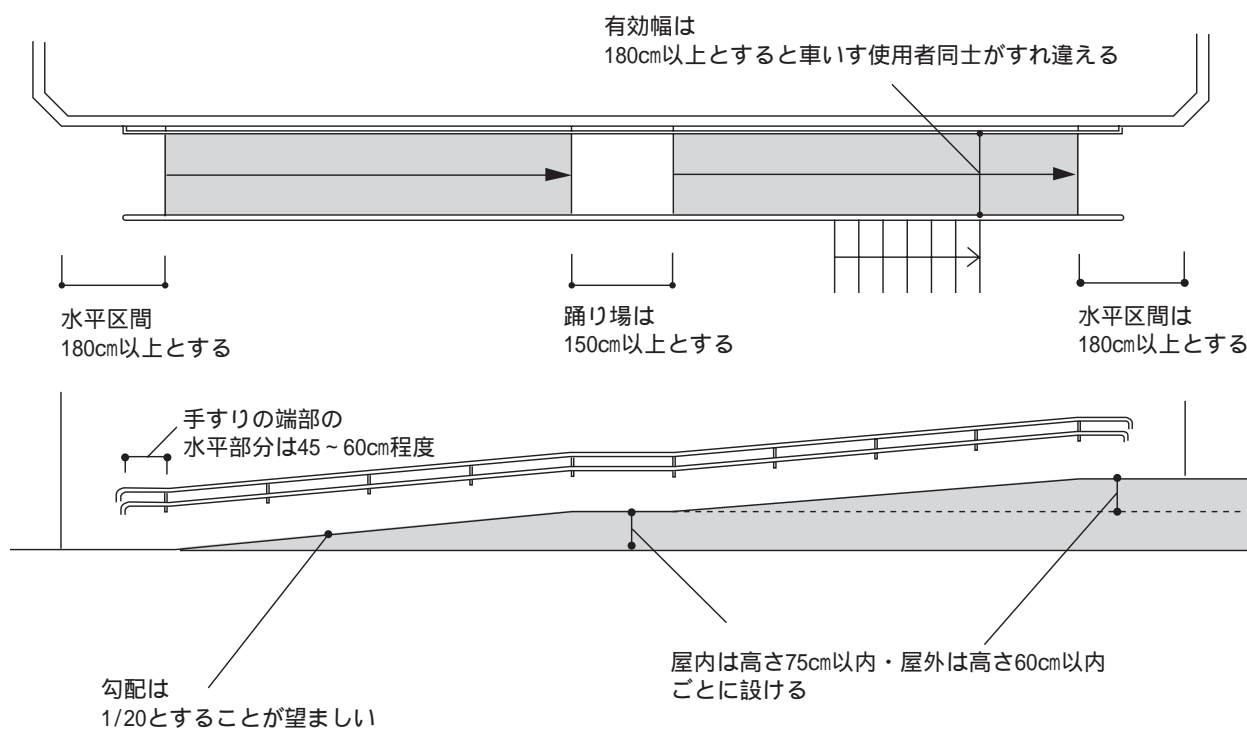 有効幅は
180㎝以上とすると車いす使用者同士がすれ違える
水平区間
180㎝以上とする
踊り場は
150㎝以上とする
水平区間は
180㎝以上とする
手すりの端部の
水平部分は45～60㎝程度
屋内は高さ75㎝以内・屋外は高さ60㎝以内
ごとに設ける
勾配は
1/20とすることが望ましい